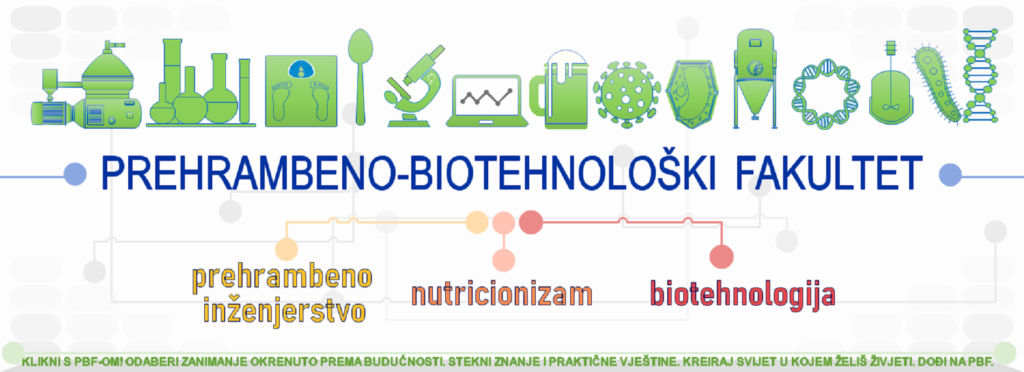 PREHRAMBENO-BIOTEHNOLOŠKI FAKULTET
prehrambeno
inženjerstvo
nutricionizam
biotehnologija
KLIKNI S PBF-OM! ODABERI ZANIMANJE OKRENUTO PREMA BUDUĆNOSTI. STEKNI ZNANJE I PRAKTIČNE VJEŠTINE. KREIRAJ SVIJET U KOJEM ŽELIŠ ŽIVJETI. DOĐI NA PBF.